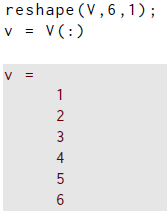 reshape(V,6,1);
v = V(:)
v =
1
2
3
4
5
6